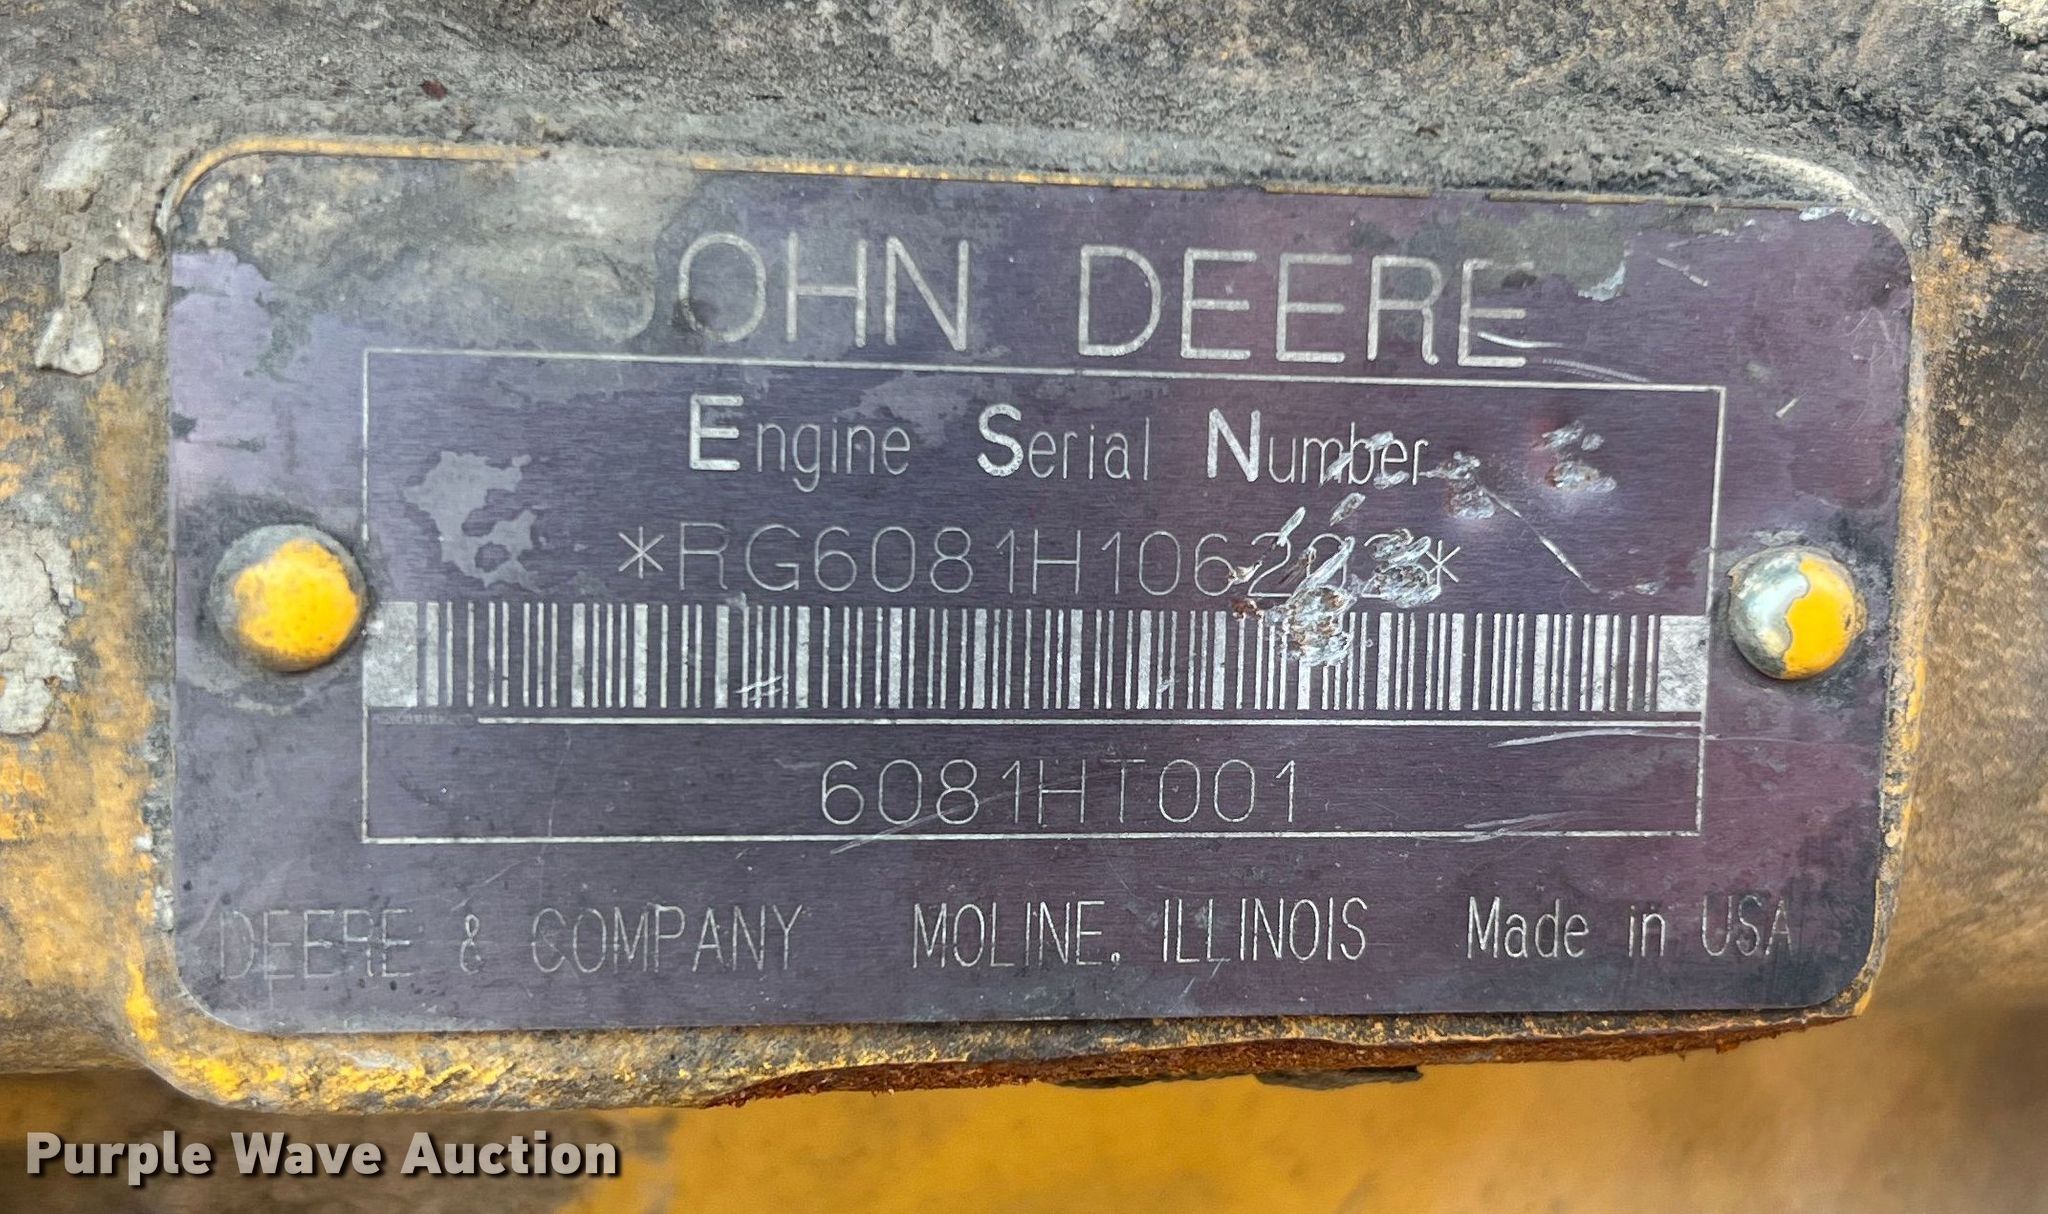 JOHN DEERE
Engine Serial Number
6081HT001
DEERE & COMPANY MOLINE, ILLINOIS Made in USA
Purple Wave Auction